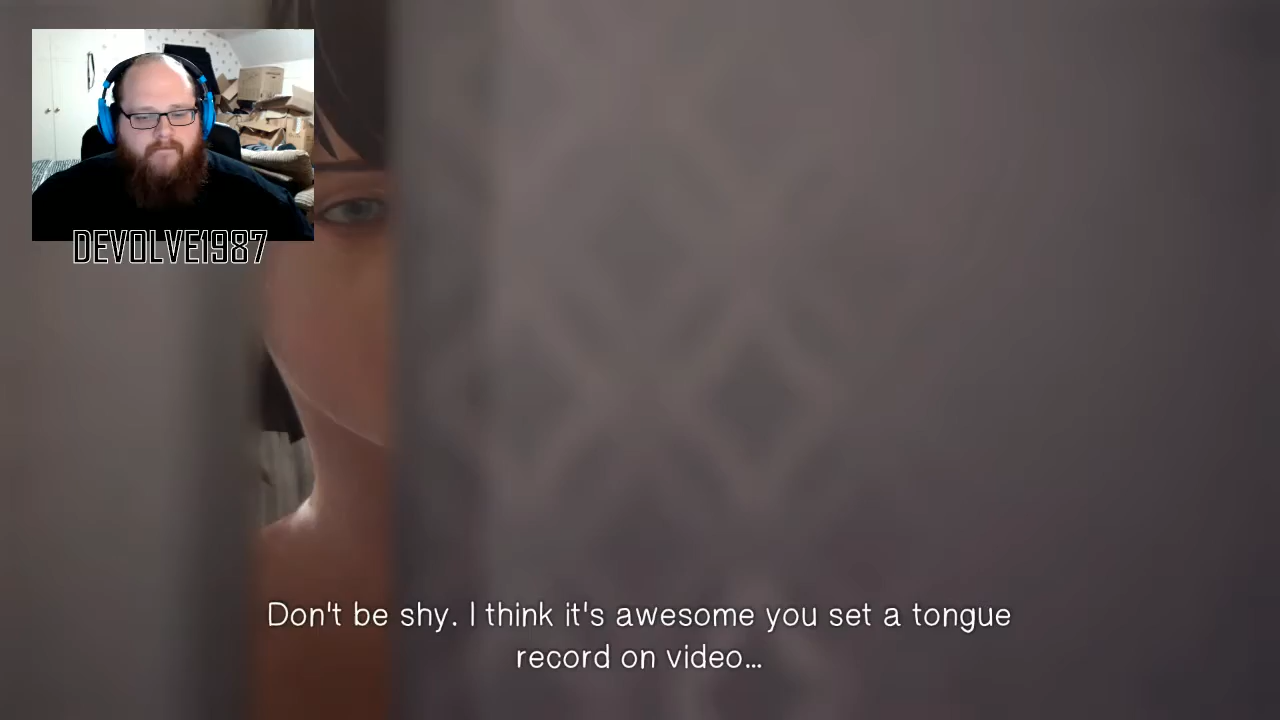 DEVOLVE1987
Don't be shy. I think it's awesome you set a tongue
record on video...